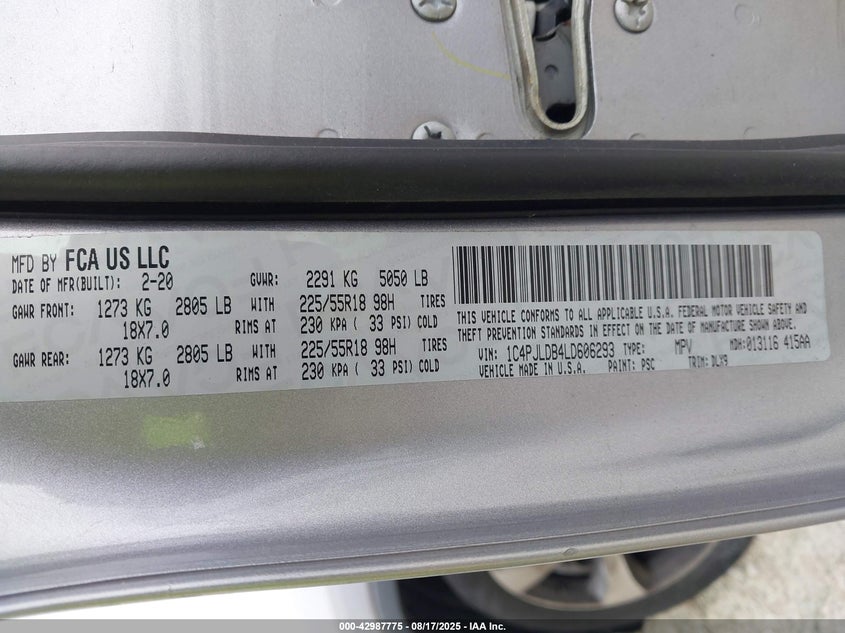 MFD BY FCA US LLC
DATE OF MFR(BUILT): 2-20 GVWR: 2291 KG 5050 LB
GAWR FRONT: 1273 KG 2805 LB WITH 225/55R18 98H TIRES
18X7.0 RIMS AT 230 KPA ( 33 PSI) COLD
GAWR REAR: 1273 KG 2805 LB WITH 225/55R18 98H TIRES
18X7.0 RIMS AT 230 KPA ( 33 PSI) COLD
THIS VEHICLE CONFORMS TO ALL APPLICABLE U.S.A. FEDERAL MOTOR VEHICLE SAFETY AND
THEFT PREVENTION STANDARDS IN EFFECT ON THE DATE OF MANUFACTURE SHOWN ABOVE.
VIN: 1C4PJLDB4LD606293 TYPE: MPV MDH: 013116 415AA
VEHICLE MADE IN U.S.A. PAINT: PSC TRIM: DLY9
000-42987775 - 08/17/2025 - IAA Inc.